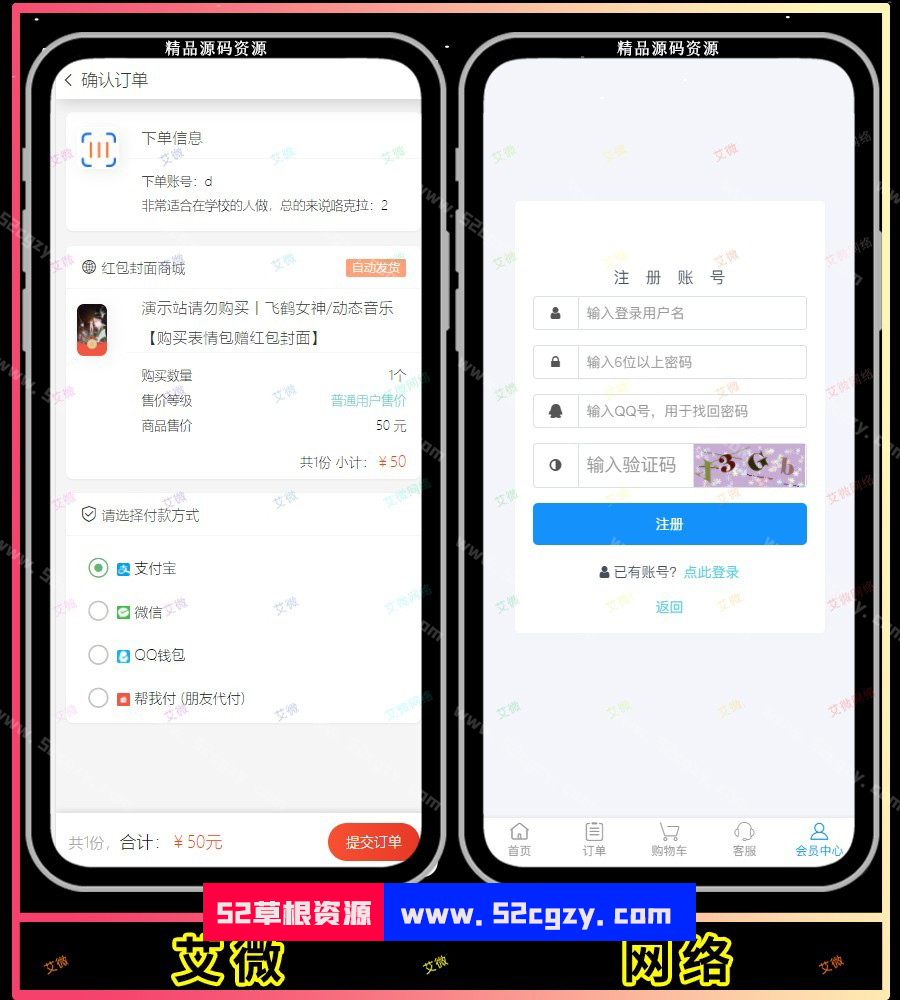 精品源码资源
确认订单
下单信息
下单账号：d
非常适合在学校的人做，总的来说咯克拉：2
红包封面商城
自动发货
演示站请勿购买丨飞鹤女神/动态音乐
【购买表情包赠红包封面】
购买数量 1个
售价等级 普通用户售价
商品售价 50 元
共1份 小计：￥50
请选择付款方式
支付宝
微信
QQ钱包
帮我付 (朋友代付)
共1份，合计：￥50元
提交订单
精品源码资源
注 册 账 号
输入登录用户名
输入6位以上密码
输入QQ号，用于找回密码
输入验证码
T3Gb
注册
已有账号？点此登录
返回
首页 订单 购物车 客服 会员中心
52草根资源 www.52cgzy.com
艾微 网络
艾微 艾微 艾微